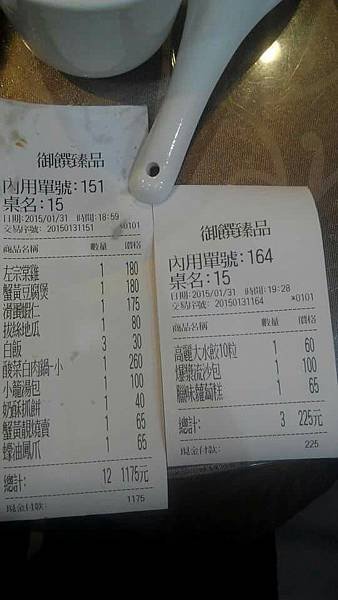 御饌臻品
內用單號:151
桌名:15
日期:2015/01/31 時間:18:59
交易序號: 20150131151 *0101
商品名稱 數量 價格
左宗棠雞 1 180
蟹黃豆腐煲 1 180
滑蛋蝦仁 1 175
拔絲地瓜 1 80
白飯 3 30
酸菜白肉鍋-小 1 260
小籠湯包 1 100
奶酥抓餅 1 40
蟹黃靚燒賣 1 65
蠔油鳳爪 1 65
總計: 12 1175元
現金付款: 1175
御饌臻品
內用單號:164
桌名:15
日期:2015/01/31 時間:19:28
交易序號: 20150131164 *0101
商品名稱 數量 價格
高麗大水餃10粒 1 60
爆漿流沙包 1 100
臘味蘿蔔糕 1 65
總計: 3 225元
現金付款: 225